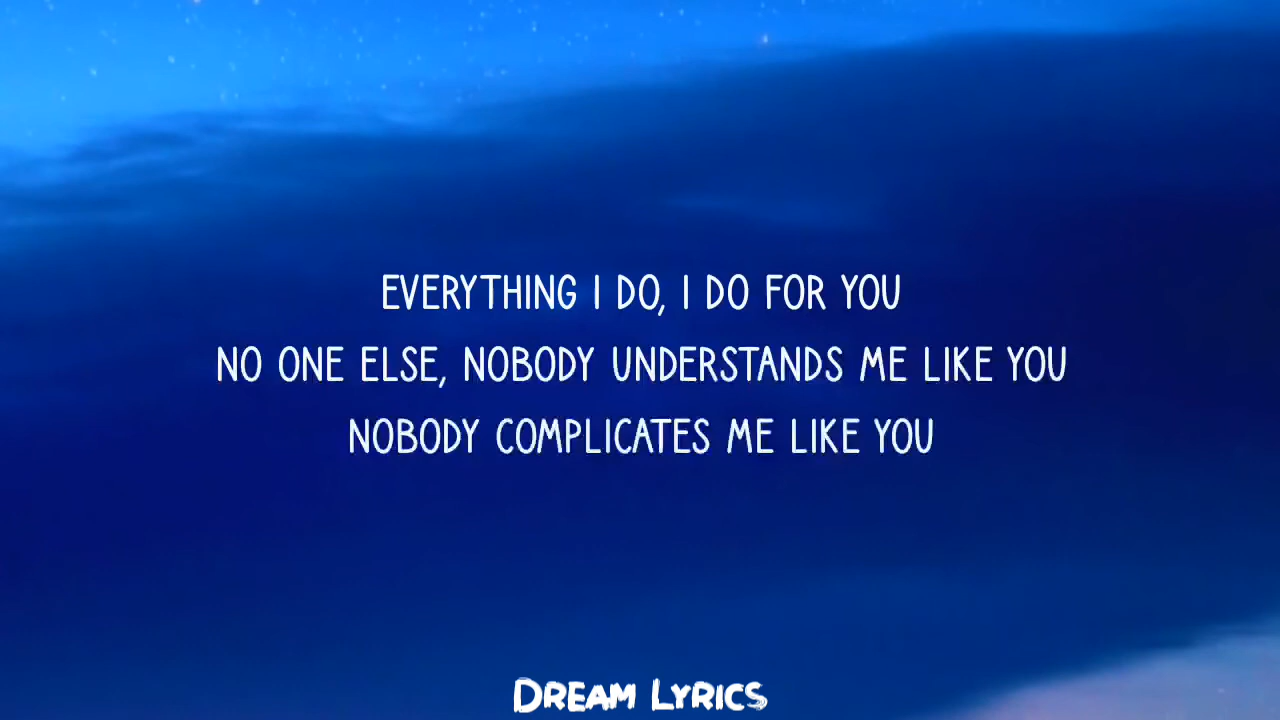 EVERYTHING I DO, I DO FOR YOU
NO ONE ELSE, NOBODY UNDERSTANDS ME LIKE YOU
NOBODY COMPLICATES ME LIKE YOU
DREAM LYRICS